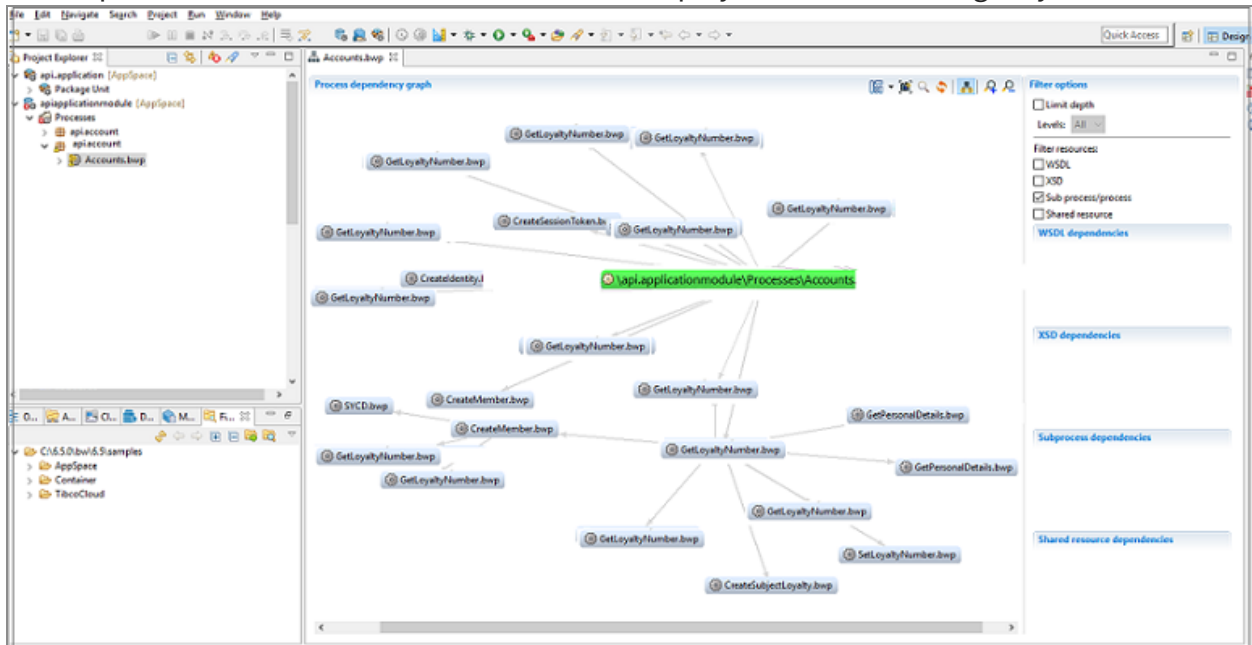 File Edit Navigate Search Project Run Window Help
Quick Access
Design
Project Explorer
api.application [AppSpace]
Package Unit
apiapplicationmodule [AppSpace]
Processes
api.account
api.account
Accounts.bwp
O... A... Cl... D... M... Fi...
C:\6.5.0\bw\6.5\samples
AppSpace
Container
TibcoCloud
Accounts.bwp
Process dependency graph
GetLoyaltyNumber.bwp
GetLoyaltyNumber.bwp
GetLoyaltyNumber.bwp
GetLoyaltyNumber.bwp
CreateSessionToken.b
GetLoyaltyNumber.bwp
GetLoyaltyNumber.bwp
CreateIdentity.
\api.applicationmodule\Processes\Accounts.
GetLoyaltyNumber.bwp
GetLoyaltyNumber.bwp
GetLoyaltyNumber.bwp
CreateMember.bwp
SYCD.bwp
GetPersonalDetails.bwp
CreateMember.bwp
GetLoyaltyNumber.bwp
GetLoyaltyNumber.bwp
GetPersonalDetails.bwp
GetLoyaltyNumber.bwp
GetLoyaltyNumber.bwp
GetLoyaltyNumber.bwp
SetLoyaltyNumber.bwp
CreateSubjectLoyalty.bwp
Filter options
Limit depth
Levels: All
Filter resources:
WSDL
XSD
Sub process/process
Shared resource
WSDL dependencies
XSD dependencies
Subprocess dependencies
Shared resource dependencies